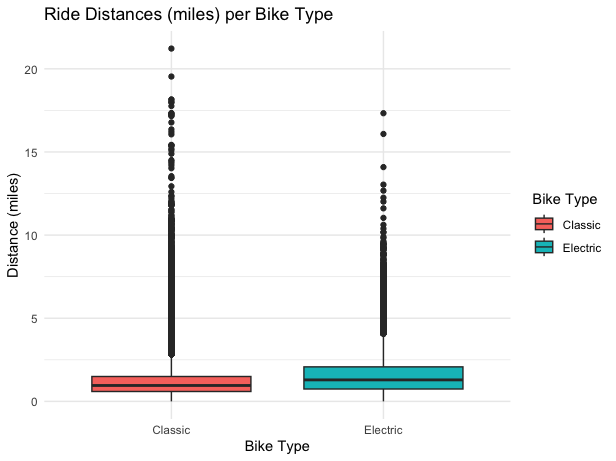 Ride Distances (miles) per Bike Type
20
15
10
5
0
Distance (miles)
Classic
Electric
Bike Type
Bike Type
Classic
Electric